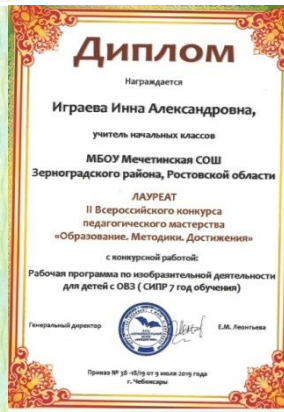 Диплом
Награждается
Играева Инна Александровна,
учитель начальных классов
МБОУ Мечетинская СОШ
Зерноградского района, Ростовской области
ЛАУРЕАТ
II Всероссийского конкурса
педагогического мастерства
«Образование. Методики. Достижения»
с конкурсной работой:
Рабочая программа по изобразительной деятельности
для детей с ОВЗ ( СИПР 7 год обучения)
Генеральный директор
Е.М. Леонтьева
Приказ № 38 -18/19 от 9 июля 2019 года
г. Чебоксары